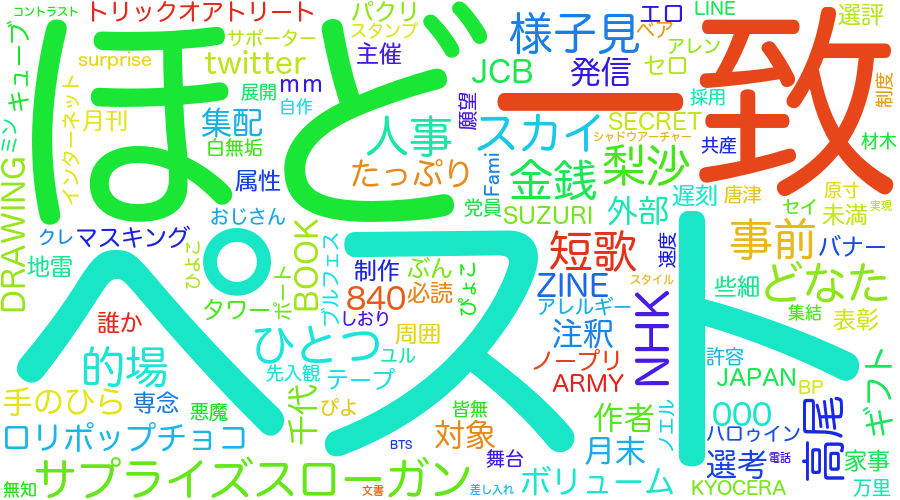 コントラスト
トリックオアトリート
パクリ
エロ
LINE
選評
スタンプ
ベア
アレン
サポーター
surprise
twitter
主催
様子見
ほど
一致
キューブ
ミン
インターネット
月刊
mm
展開
自作
JCB
発信
セロ
採用
制度
集配
白無垢
人事
願望
スカイ
SECRET
シャドウアーチャー
共産
材木
DRAWING
属性
たっぷり
Fami
金銭
梨沙
遅刻
唐津
原寸
実現
党員
SUZURI
外部
セイ
未満
おじさん
クレ
マスキング
BOOK
ペスト
短歌
速度
事前
バナー
地雷
ひよこ
ポート
ブルフェス
制作
ぶん
ぴよこ
ZINE
スタイル
NHK
些細
どなた
タワー
840
必読
アレルギー
集結
誰か
しおり
周囲
注釈
表彰
的場
ひとつ
ユル
ノープリ
許容
先入観
テープ
ARMY
JAPAN
BP
ギフト
手のひら
専念
悪魔
千代
ぴよ
皆無
作者
ノエル
000
高尾
ロリポップチョコ
対象
月末
ハロウィン
BTS
舞台
選考
電話
家事
無知
サプライズスローガン
文書
差し入れ
ボリューム
KYOCERA
万里